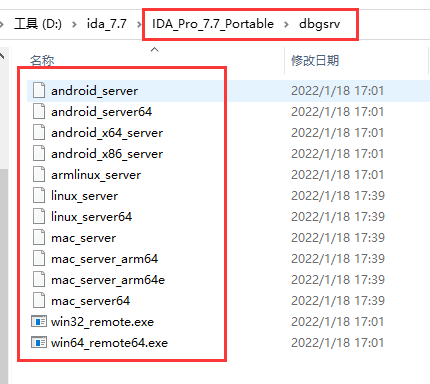 工具 (D:) › ida_7.7 › IDA_Pro_7.7_Portable › dbgsrv
名称 修改日期
android_server 2022/1/18 17:01
android_server64 2022/1/18 17:01
android_x64_server 2022/1/18 17:01
android_x86_server 2022/1/18 17:01
armlinux_server 2022/1/18 17:01
linux_server 2022/1/18 17:39
linux_server64 2022/1/18 17:39
mac_server 2022/1/18 17:39
mac_server_arm64 2022/1/18 17:39
mac_server_arm64e 2022/1/18 17:39
mac_server64 2022/1/18 17:39
win32_remote.exe 2022/1/18 17:01
win64_remote64.exe 2022/1/18 17:39